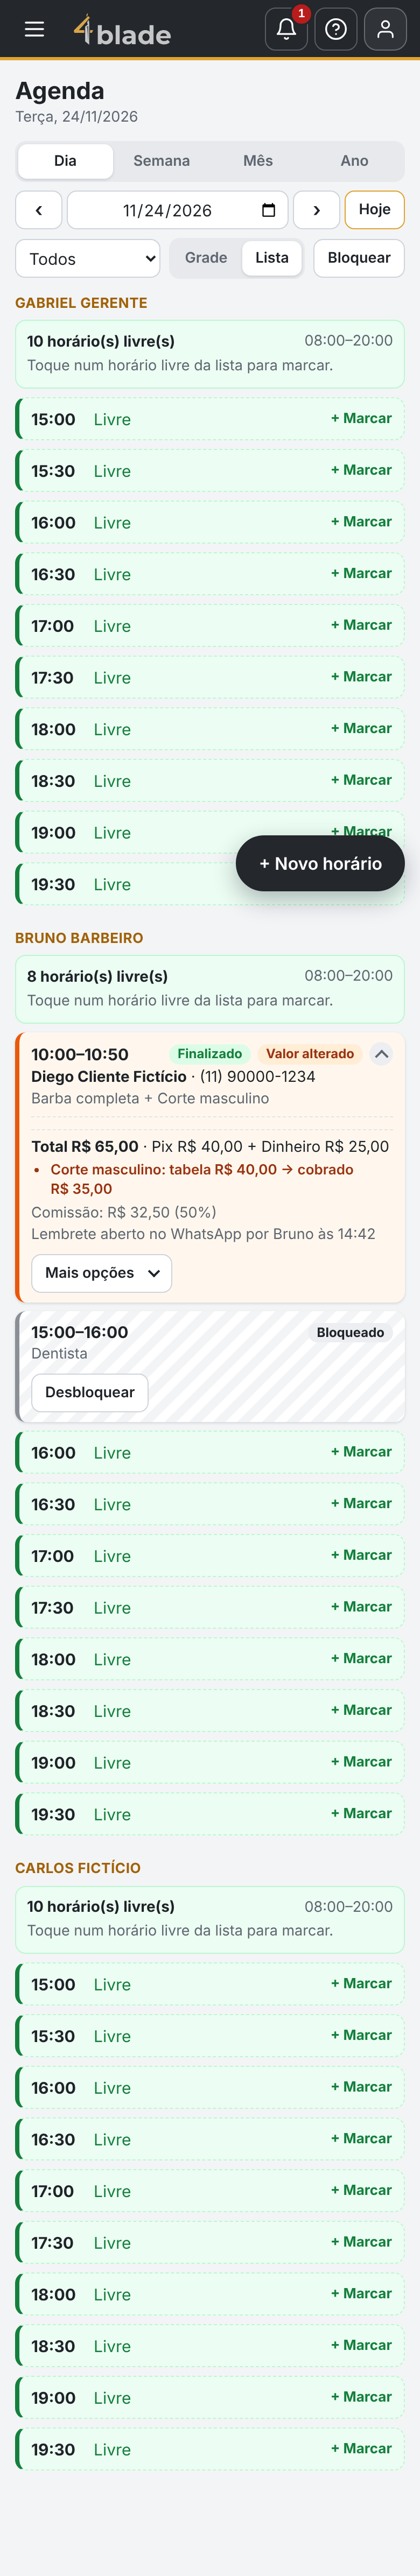 4blade
1
Agenda
Terça, 24/11/2026
Dia Semana Mês Ano
‹ 11/24/2026 › Hoje
Todos Grade Lista Bloquear
GABRIEL GERENTE
10 horário(s) livre(s) 08:00–20:00
Toque num horário livre da lista para marcar.
15:00 Livre + Marcar
15:30 Livre + Marcar
16:00 Livre + Marcar
16:30 Livre + Marcar
17:00 Livre + Marcar
17:30 Livre + Marcar
18:00 Livre + Marcar
18:30 Livre + Marcar
19:00 Livre + Marcar
+ Novo horário
19:30 Livre
BRUNO BARBEIRO
8 horário(s) livre(s) 08:00–20:00
Toque num horário livre da lista para marcar.
10:00–10:50 Finalizado Valor alterado
Diego Cliente Fictício · (11) 90000-1234
Barba completa + Corte masculino
Total R$ 65,00 · Pix R$ 40,00 + Dinheiro R$ 25,00
• Corte masculino: tabela R$ 40,00 → cobrado
R$ 35,00
Comissão: R$ 32,50 (50%)
Lembrete aberto no WhatsApp por Bruno às 14:42
Mais opções
15:00–16:00 Bloqueado
Dentista
Desbloquear
16:00 Livre + Marcar
16:30 Livre + Marcar
17:00 Livre + Marcar
17:30 Livre + Marcar
18:00 Livre + Marcar
18:30 Livre + Marcar
19:00 Livre + Marcar
19:30 Livre + Marcar
CARLOS FICTÍCIO
10 horário(s) livre(s) 08:00–20:00
Toque num horário livre da lista para marcar.
15:00 Livre + Marcar
15:30 Livre + Marcar
16:00 Livre + Marcar
16:30 Livre + Marcar
17:00 Livre + Marcar
17:30 Livre + Marcar
18:00 Livre + Marcar
18:30 Livre + Marcar
19:00 Livre + Marcar
19:30 Livre + Marcar